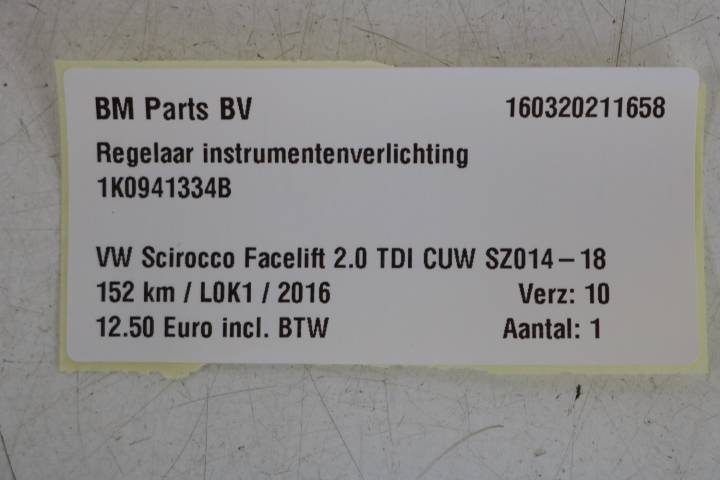 BM Parts BV 160320211658
Regelaar instrumentenverlichting
1K0941334B
VW Scirocco Facelift 2.0 TDI CUW SZ014-18
152 km / L0K1 / 2016 Verz: 10
12.50 Euro incl. BTW Aantal: 1